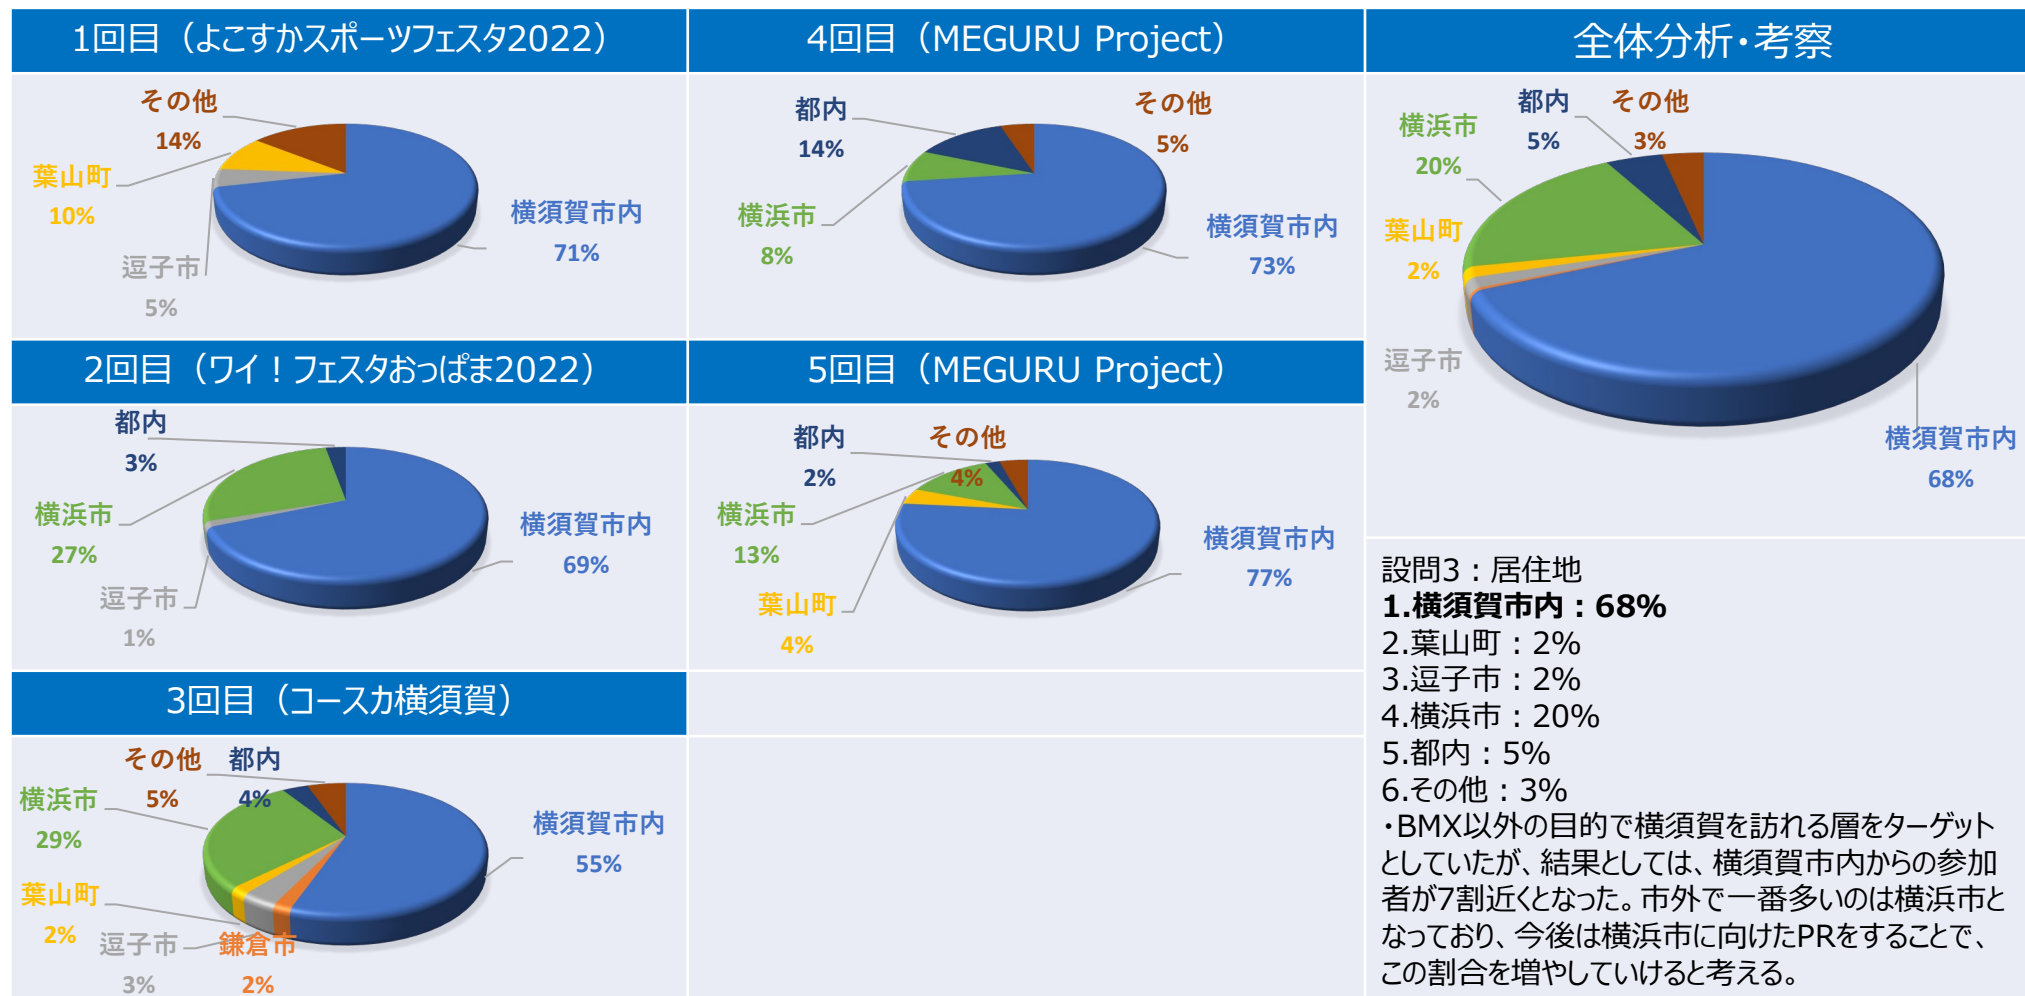 1回目（よこすかスポーツフェスタ2022）
その他
14%
葉山町
10%
逗子市
5%
横須賀市内
71%
2回目（ワイ！フェスタおっぱま2022）
都内
3%
横浜市
27%
逗子市
1%
横須賀市内
69%
3回目（コースカ横須賀）
その他
5%
都内
4%
横浜市
29%
葉山町
2%
逗子市
3%
鎌倉市
2%
横須賀市内
55%
4回目（MEGURU Project）
都内
14%
その他
5%
横浜市
8%
横須賀市内
73%
5回目（MEGURU Project）
都内
2%
その他
4%
横浜市
13%
葉山町
4%
横須賀市内
77%
全体分析・考察
都内
5%
その他
3%
横浜市
20%
葉山町
2%
逗子市
2%
横須賀市内
68%
設問3：居住地
1.横須賀市内：68%
2.葉山町：2%
3.逗子市：2%
4.横浜市：20%
5.都内：5%
6.その他：3%
・BMX以外の目的で横須賀を訪れる層をターゲット
としていたが、結果としては、横須賀市内からの参加
者が7割近くとなった。市外で一番多いのは横浜市と
なっており、今後は横浜市に向けたPRをすることで、
この割合を増やしていけると考える。